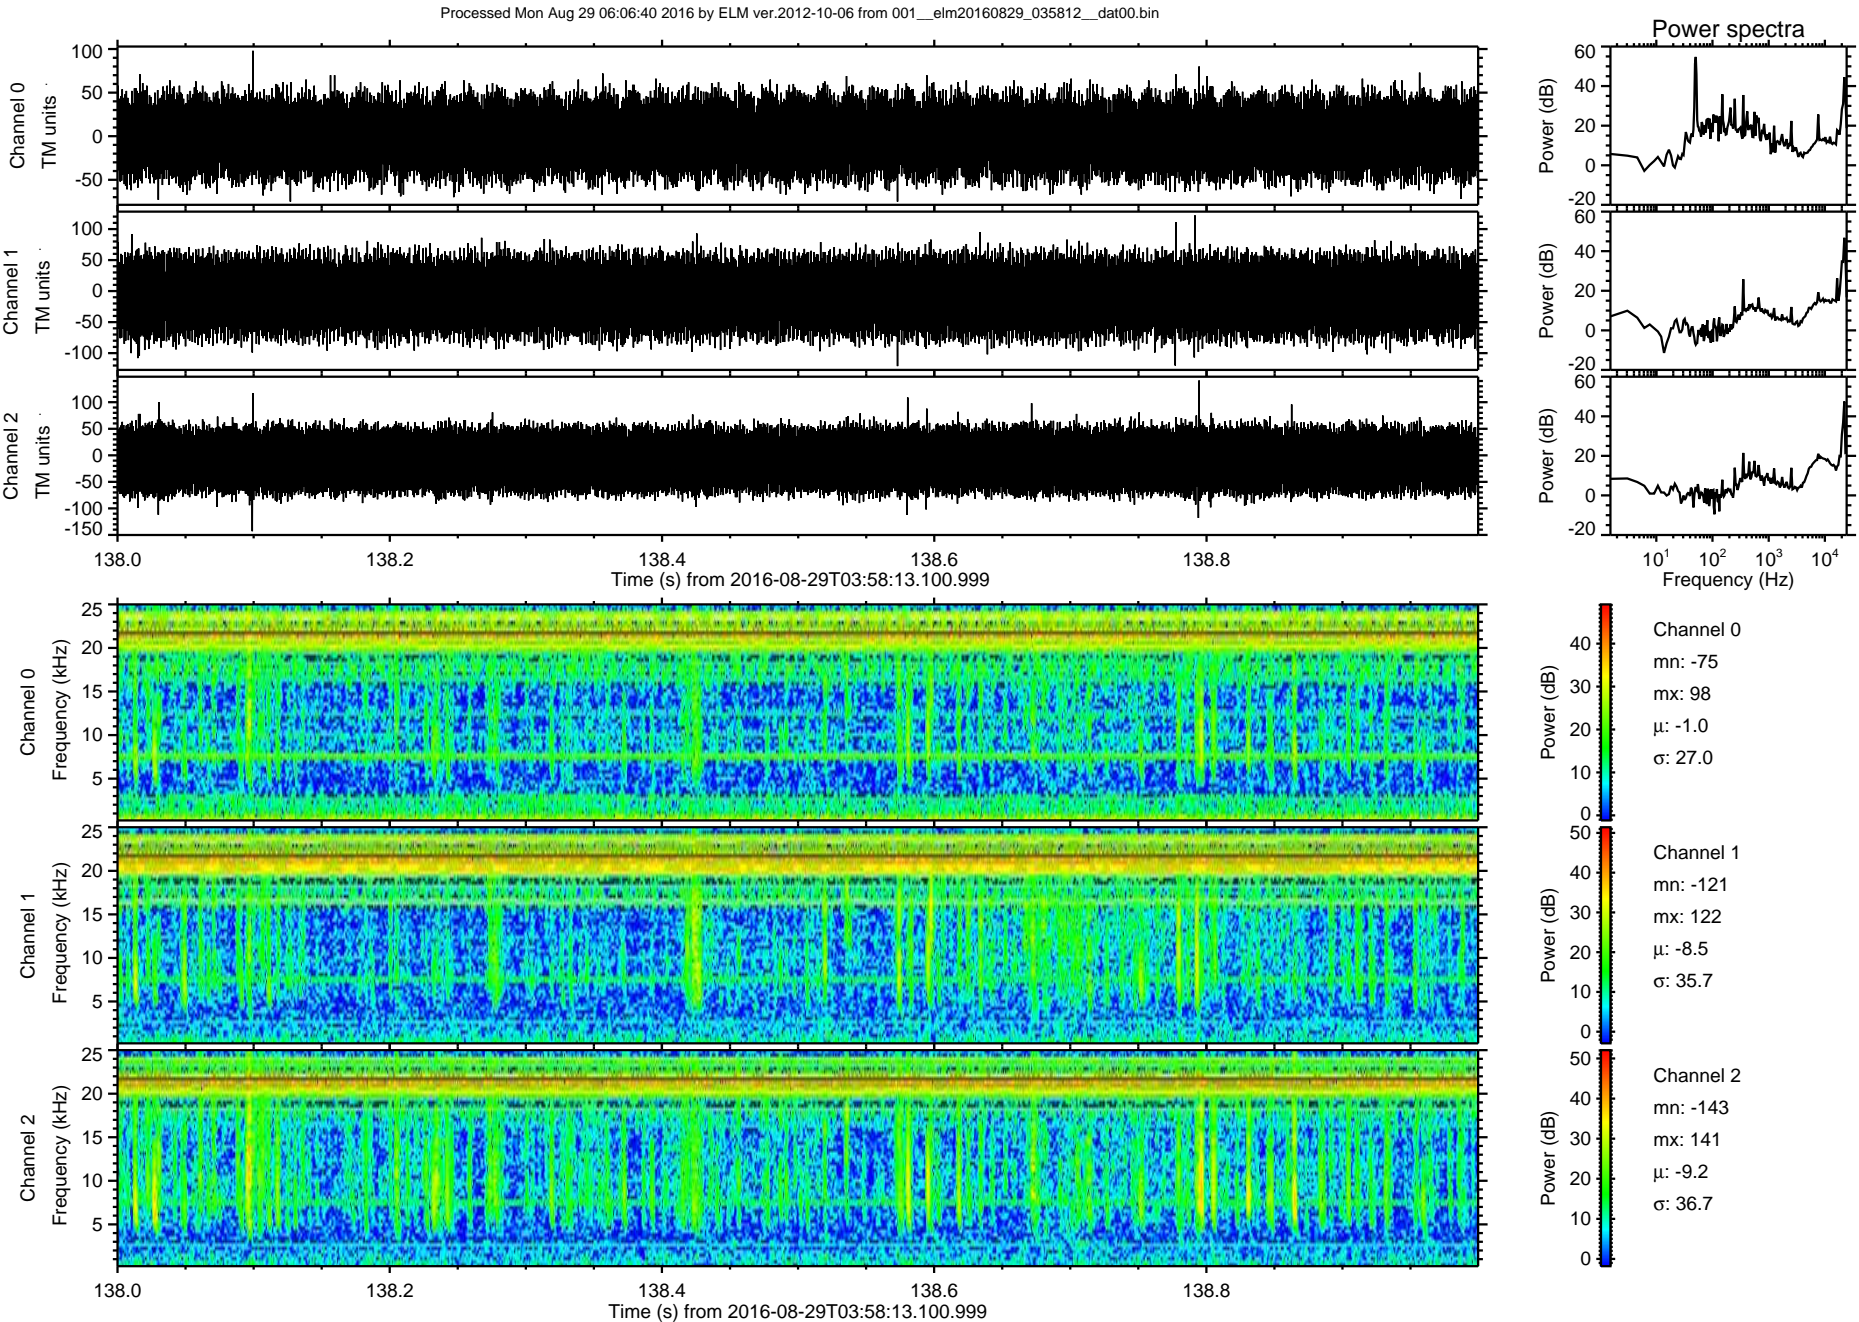 Processed Mon Aug 29 06:06:40 2016 by ELM ver.2012-10-06 from 001__elm20160829_035812__dat00.bin
Power spectra
Channel 0
TM units
100
50
0
-50
Power (dB)
60
40
20
0
-20
Channel 1
TM units
100
50
0
-50
-100
Power (dB)
60
40
20
0
-20
Channel 2
TM units
100
50
0
-50
-100
-150
Power (dB)
60
40
20
0
-20
138.0 138.2 138.4 138.6 138.8
Time (s) from 2016-08-29T03:58:13.100.999
10^1 10^2 10^3 10^4
Frequency (Hz)
Channel 0
Frequency (kHz)
25
20
15
10
5
Power (dB)
40
30
20
10
0
Channel 0
mn: -75
mx: 98
μ: -1.0
σ: 27.0
Channel 1
Frequency (kHz)
25
20
15
10
5
Power (dB)
50
40
30
20
10
0
Channel 1
mn: -121
mx: 122
μ: -8.5
σ: 35.7
Channel 2
Frequency (kHz)
25
20
15
10
5
Power (dB)
50
40
30
20
10
0
Channel 2
mn: -143
mx: 141
μ: -9.2
σ: 36.7
138.0 138.2 138.4 138.6 138.8
Time (s) from 2016-08-29T03:58:13.100.999